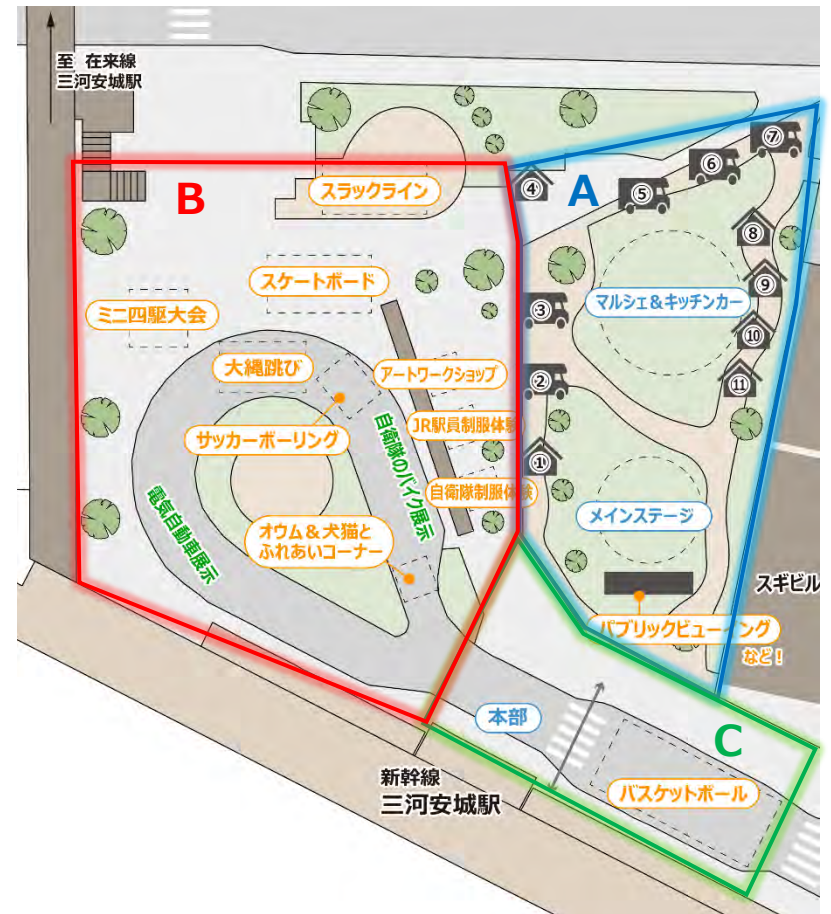 至 在来線
三河安城駅
B
A
スラックライン
④
⑤
⑥
⑦
⑧
⑨
⑩
⑪
スケートボード
ミニ四駆大会
マルシェ&キッチンカー
③
②
①
大縄跳び
アートワークショップ
サッカーボーリング
JR駅員制服体験
自衛隊のバイク展示
自衛隊制服体験
電気自動車展示
オウム&犬猫と
ふれあいコーナー
メインステージ
スギビル
パブリックビューイング
など!
本部
C
バスケットボール
新幹線
三河安城駅